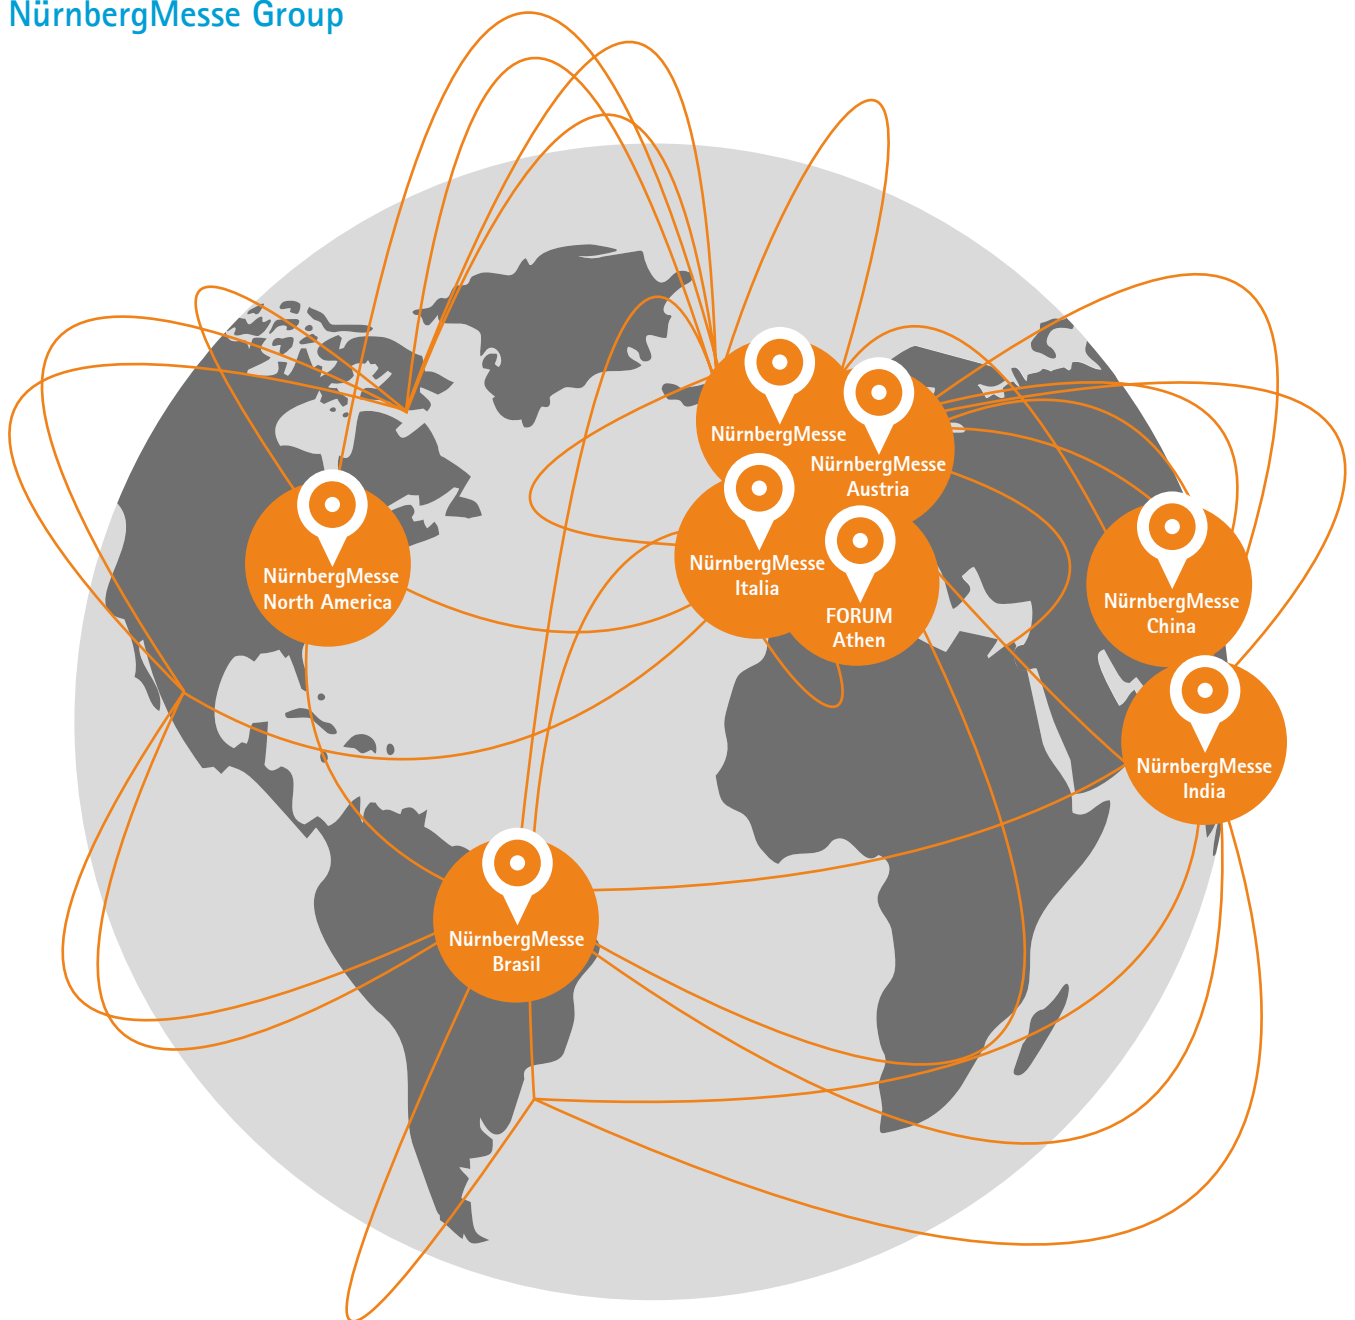 NürnbergMesse Group
NürnbergMesse
NürnbergMesse
Austria
NürnbergMesse
Italia
FORUM
Athen
NürnbergMesse
North America
NürnbergMesse
China
NürnbergMesse
India
NürnbergMesse
Brasil